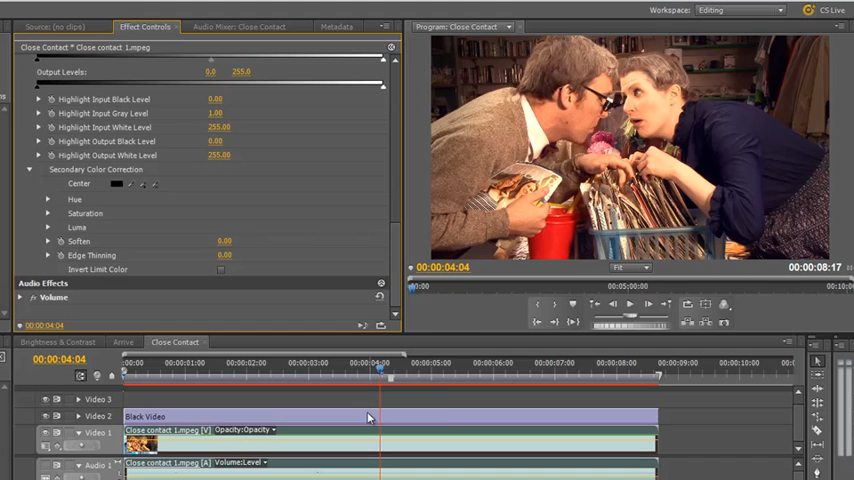 Workspace: Editing CS Live
Source: (no clips) Effect Controls Audio Mixer: Close Contact Metadata
Program: Close Contact
Close Contact * Close contact 1.mpeg
Output Levels: 0.0 255.0
Highlight Input Black Level 0.00
Highlight Input Gray Level 1.00
Highlight Input White Level 255.00
Highlight Output Black Level 0.00
Highlight Output White Level 255.00
Secondary Color Correction
Center
Hue
Saturation
Luma
Soften 0.00
Edge Thinning 0.00
Invert Limit Color
Audio Effects
fx Volume
00:00:04:04
00:00:04:04 Fit 00:00:08:17
00:00 00:05:00:00 00:10:0
Brightness & Contrast Arrive Close Contact
00:00:04:04
:00:00 00:00:01:00 00:00:02:00 00:00:03:00 00:00:04:00 00:00:05:00 00:00:06:00 00:00:07:00 00:00:08:00 00:00:09:00 00:00:10:00
Video 3
Video 2 Black Video
Video 1 Close contact 1.mpeg [V] Opacity:Opacity
Audio 1 Close contact 1.mpeg [A] Volume:Level